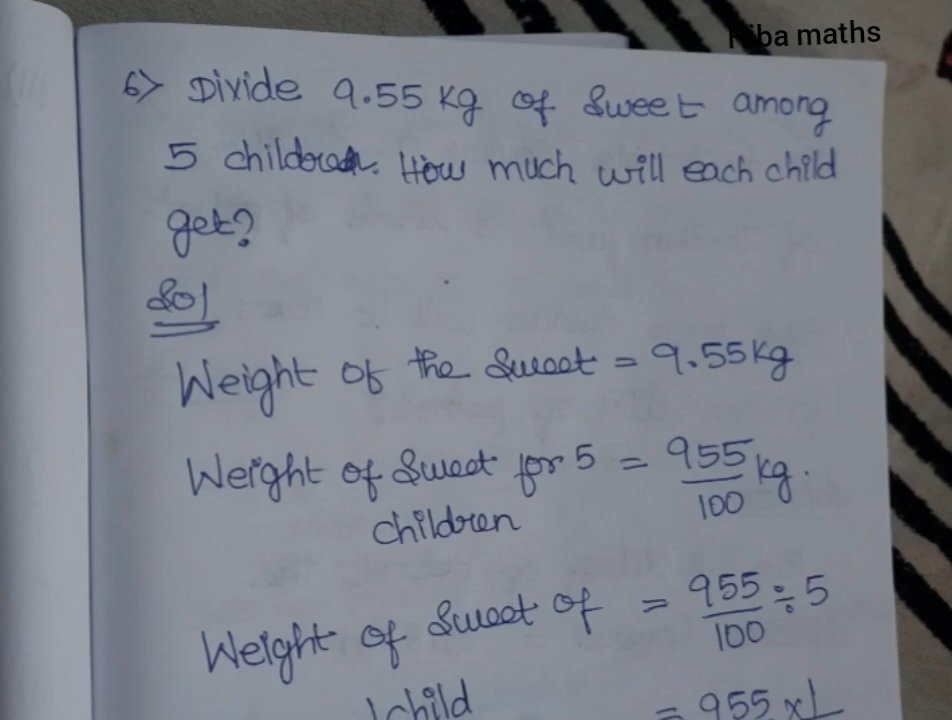 Riba maths
6> Divide 9.55 kg of Sweet among
5 children. How much will each child
get?
Sol
Weight of the Sweet = 9.55 kg
Weight of Sweet for 5 = 955/100 kg.
children
Weight of Sweet of = 955/100 ÷ 5
1 child
= 955 x 1